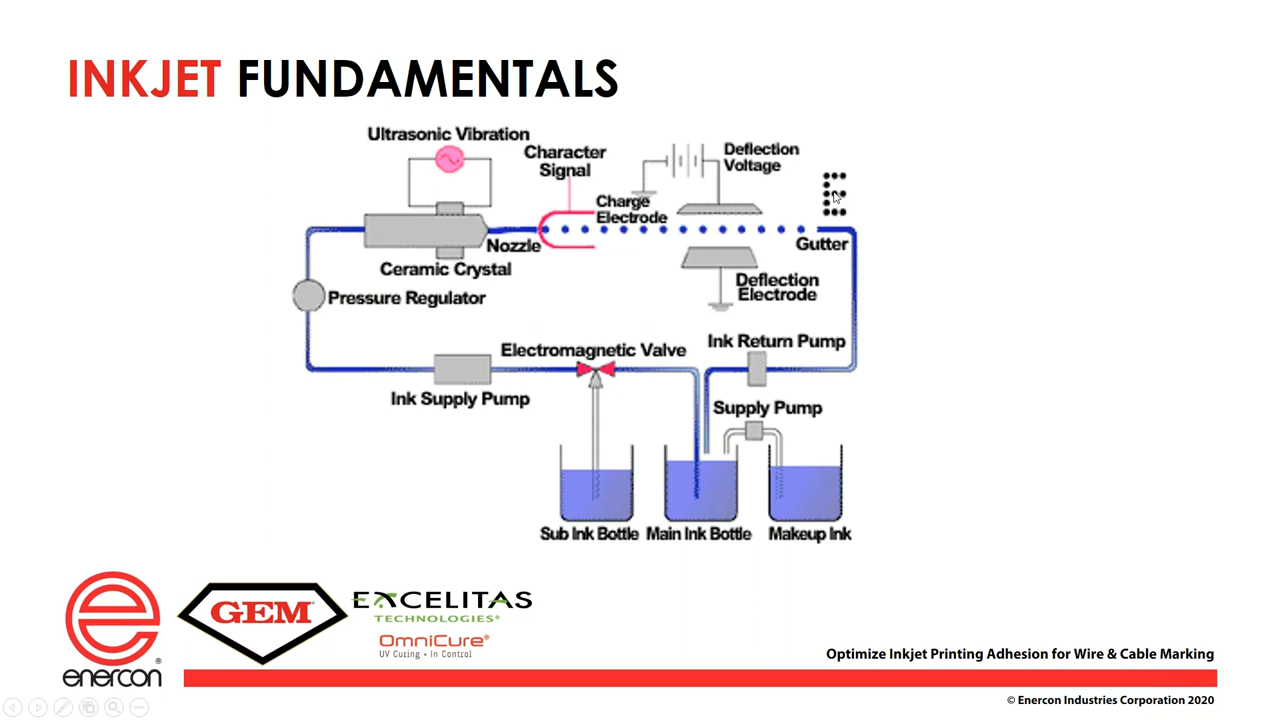 INKJET FUNDAMENTALS
Ultrasonic Vibration
Character
Signal
Deflection
Voltage
Charge
Electrode
Nozzle
Gutter
Ceramic Crystal
Deflection
Electrode
Pressure Regulator
Ink Return Pump
Electromagnetic Valve
Ink Supply Pump
Supply Pump
Sub Ink Bottle
Main Ink Bottle
Makeup Ink
enercon®
GEM®
EXCELITAS
TECHNOLOGIES®
OmniCure®
UV Curing • In Control
Optimize Inkjet Printing Adhesion for Wire & Cable Marking
© Enercon Industries Corporation 2020